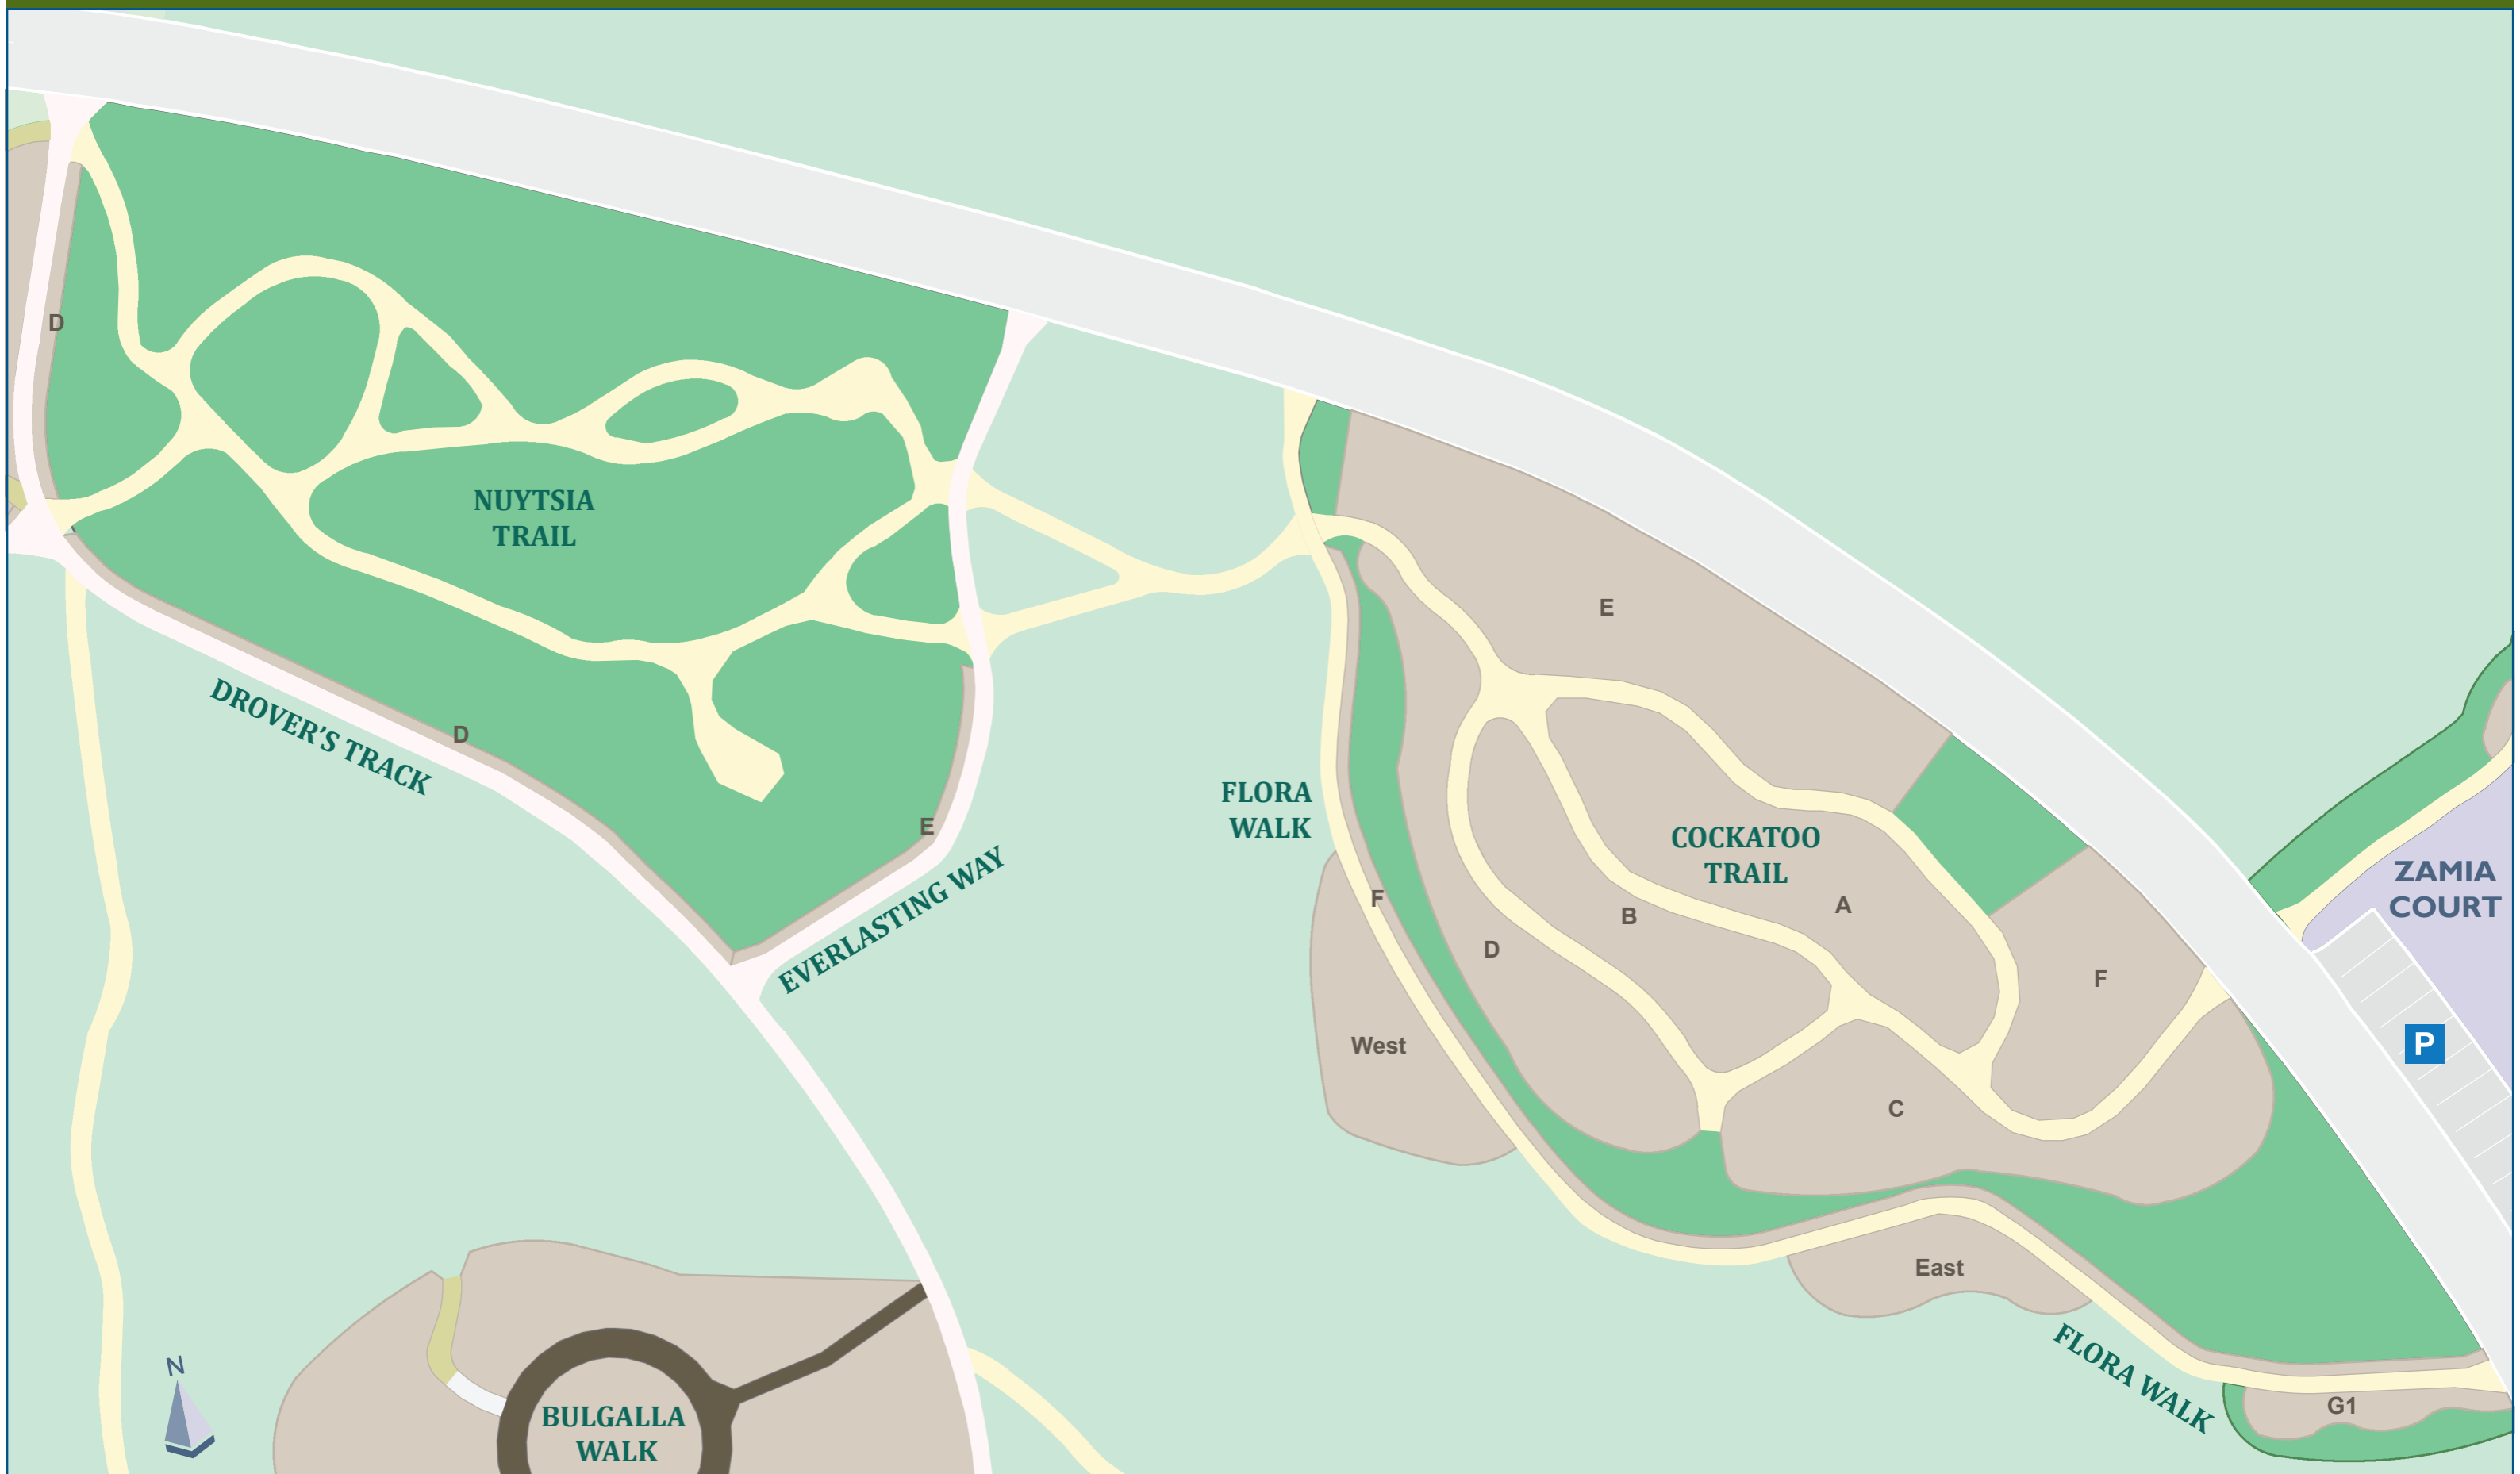 D
NUYTSIA
TRAIL
E
DROVER'S TRACK
D
FLORA
WALK
E
EVERLASTING WAY
COCKATOO
TRAIL
ZAMIA
COURT
F
B
A
D
F
West
P
C
East
FLORA WALK
N
BULGALLA
WALK
G1